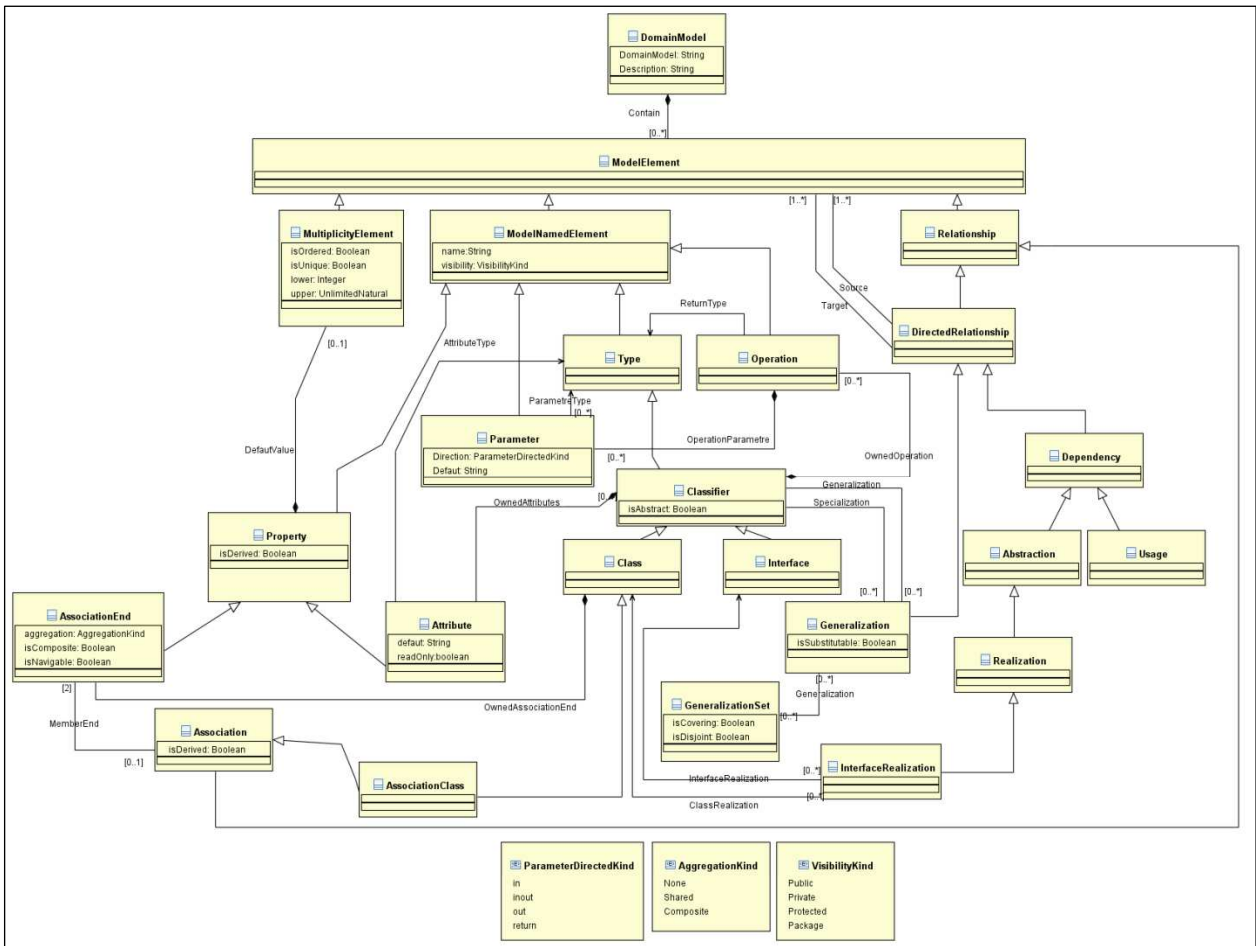 DomainModel
DomainModel: String
Description: String
Contain
[0..*]
ModelElement
[1..*]
[1..*]
MultiplicityElement
isOrdered: Boolean
isUnique: Boolean
lower: Integer
upper: UnlimitedNatural
ModelNamedElement
name:String
visibility: VisibilityKind
Relationship
Source
Target
ReturnType
DirectedRelationship
[0..1]
AttributeType
Type
Operation
[0..*]
ParametreType
[0..*]
Parameter
Direction: ParameterDirectedKind
Defaut: String
OperationParametre
[0..*]
OwnedOperation
DefautValue
Dependency
Classifier
isAbstract: Boolean
Generalization
Specialization
[0..
OwnedAttributes
Property
isDerived: Boolean
Class
Interface
Abstraction
Usage
[0..*]
[0..*]
AssociationEnd
aggregation: AggregationKind
isComposite: Boolean
isNavigable: Boolean
Attribute
defaut: String
readOnly:boolean
Generalization
isSubstitutable: Boolean
Realization
[2]
OwnedAssociationEnd
[0..*]
Generalization
GeneralizationSet
isCovering: Boolean
isDisjoint: Boolean
[0..*]
MemberEnd
Association
isDerived: Boolean
[0..1]
InterfaceRealization
[0..*]
InterfaceRealization
AssociationClass
[0..*
ClassRealization
ParameterDirectedKind
in
inout
out
return
AggregationKind
None
Shared
Composite
VisibilityKind
Public
Private
Protected
Package